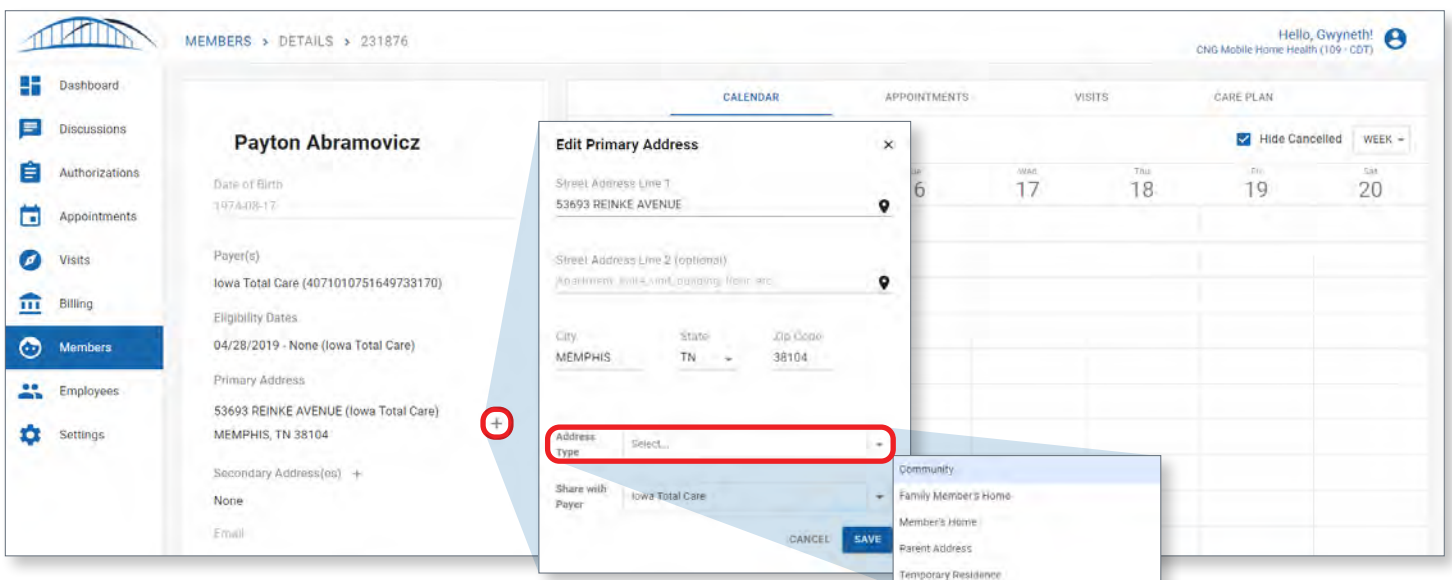 MEMBERS > DETAILS > 231876
Hello, Gwyneth!
CNG Mobile Home Health (109 - CDT)
Dashboard
Discussions
Authorizations
Appointments
Visits
Billing
Members
Employees
Settings
Payton Abramovicz
Date of Birth
1974-08-17
Payer(s)
Iowa Total Care (4071010751649733170)
Eligibility Dates
04/28/2019 - None (Iowa Total Care)
Primary Address
53693 REINKE AVENUE (Iowa Total Care)
MEMPHIS, TN 38104
+
Secondary Address(es) +
None
Email
CALENDAR APPOINTMENTS VISITS CARE PLAN
Hide Cancelled WEEK
Wed Thu Fri Sat
6 17 18 19 20
Edit Primary Address ×
Street Address Line 1
53693 REINKE AVENUE
Street Address Line 2 (optional)
Apartment, suite, unit, building, floor, etc.
City State Zip Code
MEMPHIS TN 38104
Address
Type
Select...
Share with
Payer
Iowa Total Care
CANCEL SAVE
Community
Family Member's Home
Member's Home
Parent Address
Temporary Residence